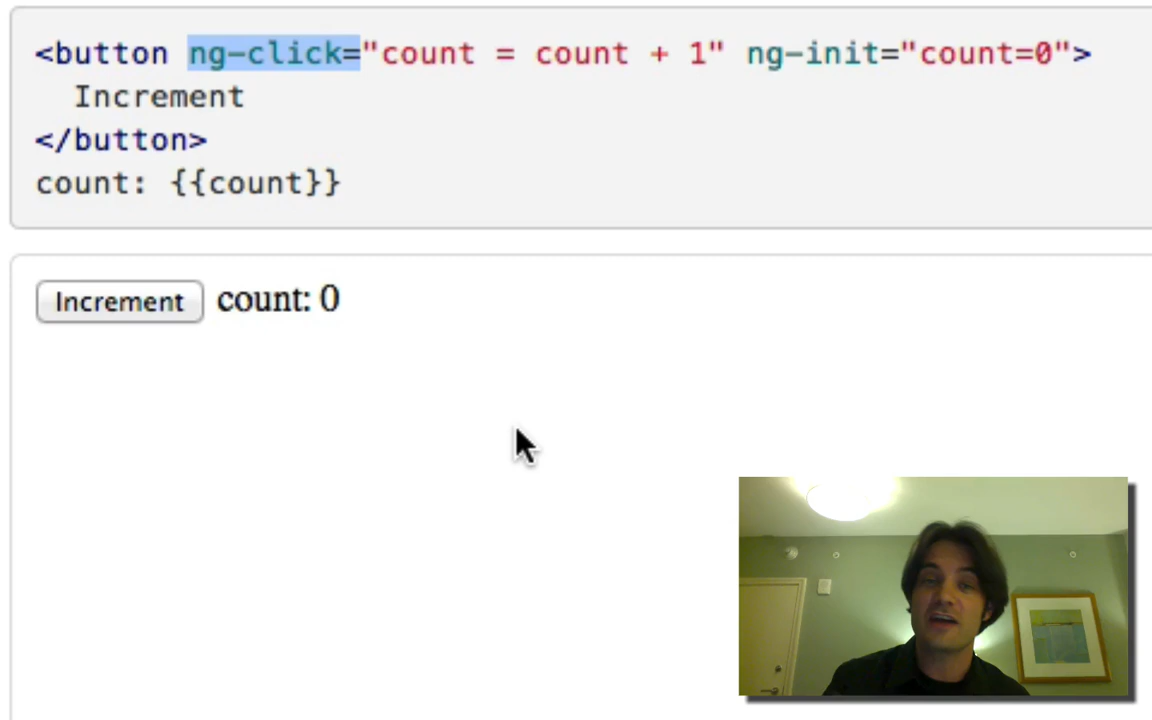 <button ng-click="count = count + 1" ng-init="count=0">
  Increment
</button>
count: {{count}}
Increment count: 0